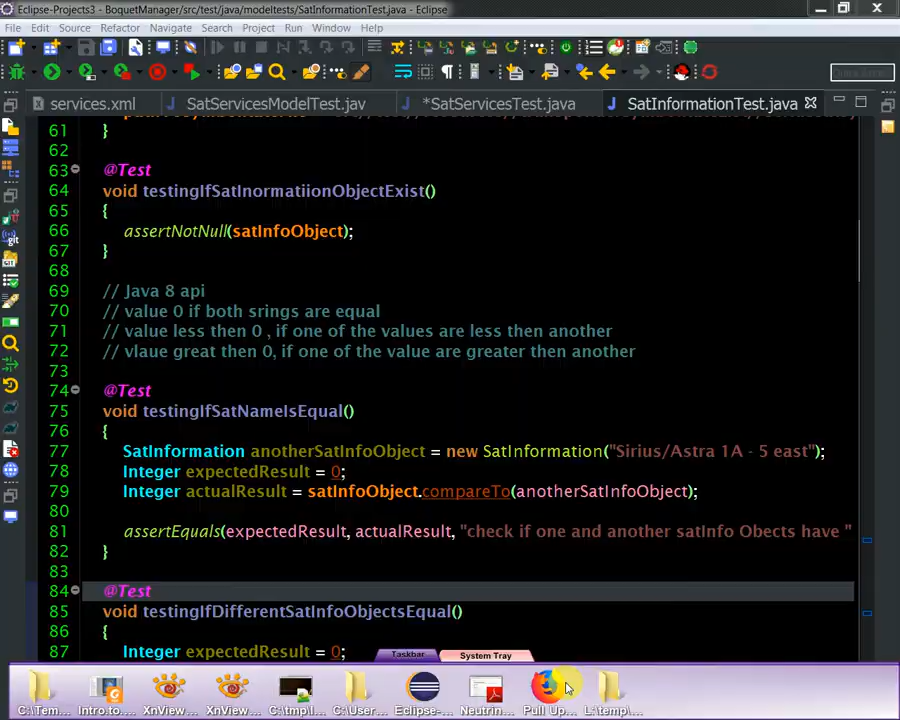 Eclipse-Projects3 - BoquetManager/src/test/java/modeltests/SatInformationTest.java - Eclipse
File Edit Source Refactor Navigate Search Project Run Window Help
services.xml SatServicesModelTest.jav *SatServicesTest.java SatInformationTest.java
61 }
62
63 @Test
64 void testingIfSatInormatiionObjectExist()
65 {
66 assertNotNull(satInfoObject);
67 }
68
69 // Java 8 api
70 // value 0 if both srings are equal
71 // value less then 0 , if one of the values are less then another
72 // vlaue great then 0, if one of the value are greater then another
73
74 @Test
75 void testingIfSatNameIsEqual()
76 {
77 SatInformation anotherSatInfoObject = new SatInformation("Sirius/Astra 1A - 5 east");
78 Integer expectedResult = 0;
79 Integer actualResult = satInfoObject.compareTo(anotherSatInfoObject);
80
81 assertEquals(expectedResult, actualResult, "check if one and another satInfo Obects have "
82 }
83
84 @Test
85 void testingIfDifferentSatInfoObjectsEqual()
86 {
87 Integer expectedResult = 0;
Taskbar System Tray
C:\Tem... Intro.to... XnView... XnView... C:\tmp\I... C:\User... Eclipse-... Neutrin... Pull Up... L:\temp\...